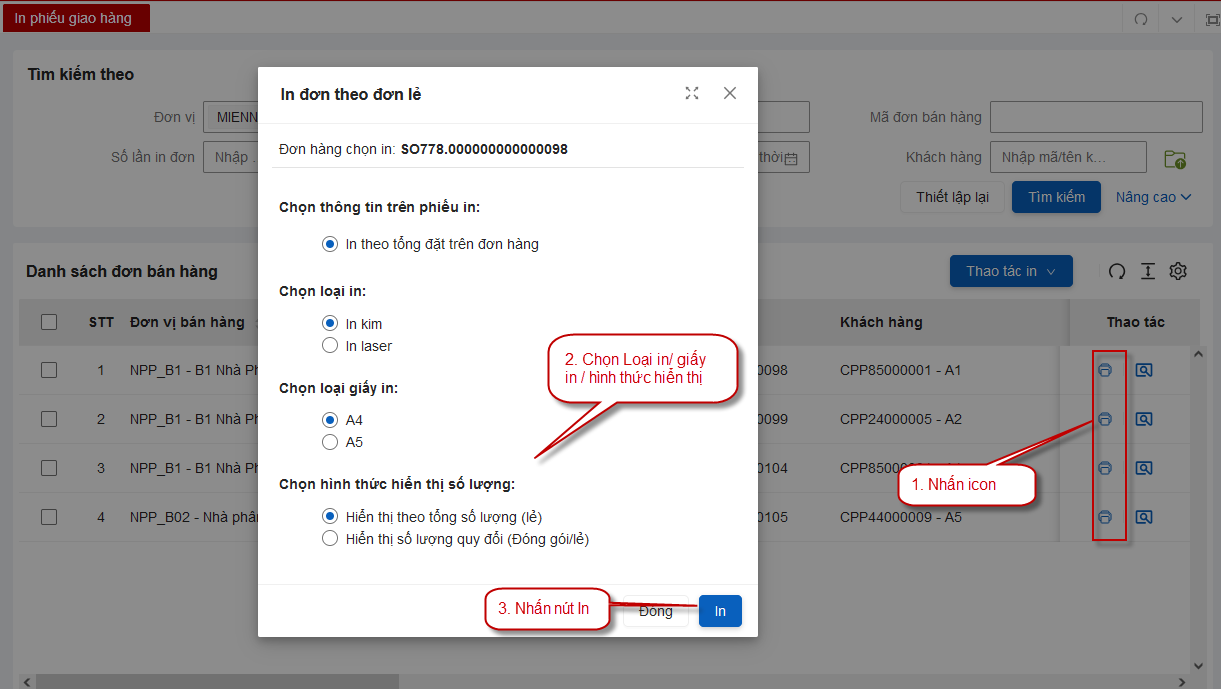 In phiếu giao hàng
Tìm kiếm theo
Đơn vị
MIENN
Mã đơn bán hàng
Số lần in đơn
Nhập
thời
Khách hàng
Nhập mã/tên k...
Thiết lập lại
Tìm kiếm
Nâng cao
In đơn theo đơn lẻ
Đơn hàng chọn in: SO778.000000000000098
Chọn thông tin trên phiếu in:
In theo tổng đặt trên đơn hàng
Chọn loại in:
In kim
In laser
Chọn loại giấy in:
A4
A5
Chọn hình thức hiển thị số lượng:
Hiển thị theo tổng số lượng (lẻ)
Hiển thị số lượng quy đổi (Đóng gói/lẻ)
Đóng
In
Danh sách đơn bán hàng
Thao tác in
STT Đơn vị bán hàng Khách hàng Thao tác
1 NPP_B1 - B1 Nhà Ph 0098 CPP85000001 - A1
2 NPP_B1 - B1 Nhà Ph 0099 CPP24000005 - A2
3 NPP_B1 - B1 Nhà Ph 0104
4 NPP_B02 - Nhà phân 0105 CPP44000009 - A5
2. Chọn Loại in/ giấy
in / hình thức hiển thị
1. Nhấn icon
3. Nhấn nút In